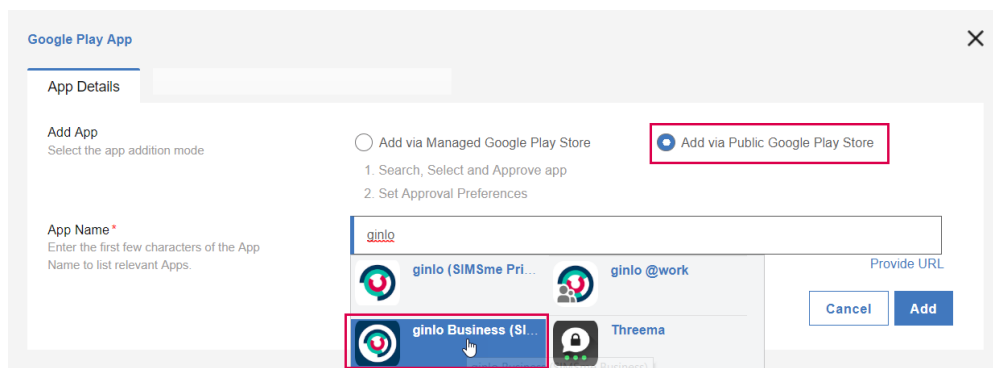 Google Play App
App Details
Add App
Select the app addition mode
Add via Managed Google Play Store
Add via Public Google Play Store
1. Search, Select and Approve app
2. Set Approval Preferences
App Name*
Enter the first few characters of the App
Name to list relevant Apps.
ginlo
Provide URL
ginlo (SIMSme Pri...
ginlo @work
Cancel
Add
ginlo Business (SI...
Threema